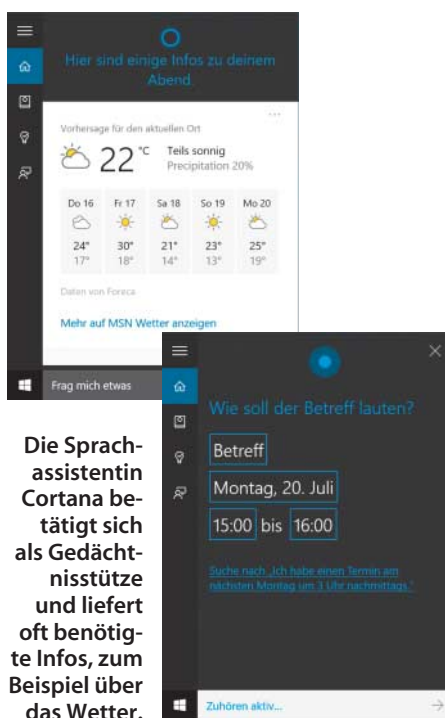 Hier sind einige Infos zu deinem
Abend.
...
Vorhersage für den aktuellen Ort
22 °C Teils sonnig
Precipitation 20%
Do 16 Fr 17 Sa 18 So 19 Mo 20
24° 30° 21° 23° 25°
17° 18° 14° 13° 19°
Daten von Foreca
Mehr auf MSN Wetter anzeigen
Frag mich etwas
Wie soll der Betreff lauten?
Betreff
Montag, 20. Juli
15:00 bis 16:00
Suche nach „Ich habe einen Termin am
nächsten Montag um 3 Uhr nachmittags."
Zuhören aktiv...
Die Sprach-
assistentin
Cortana be-
tätigt sich
als Gedächt-
nisstütze
und liefert
oft benötig-
te Infos, zum
Beispiel über
das Wetter.